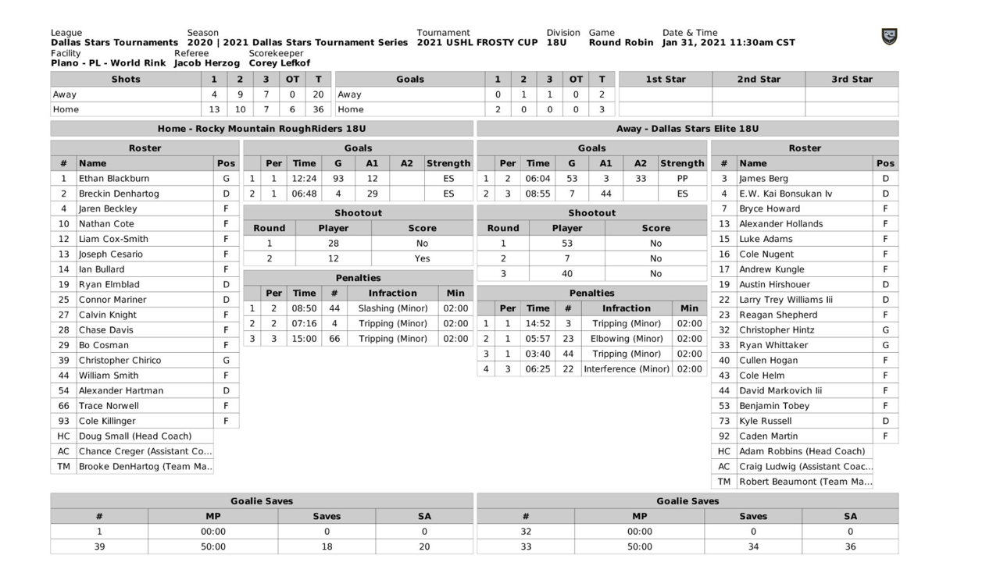 League Season Tournament Division Game Date & Time
Dallas Stars Tournaments 2020 | 2021 Dallas Stars Tournament Series 2021 USHL FROSTY CUP 18U Round Robin Jan 31, 2021 11:30am CST
Facility Referee Scorekeeper
Plano - PL - World Rink Jacob Herzog Corey Lefkof
Shots 1 2 3 OT T Goals 1 2 3 OT T 1st Star 2nd Star 3rd Star
Away 4 9 7 0 20 Away 0 1 1 0 2
Home 13 10 7 6 36 Home 2 0 0 0 3
Home - Rocky Mountain RoughRiders 18U
Roster
# Name Pos
1 Ethan Blackburn G
2 Breckin Denhartog D
4 Jaren Beckley F
10 Nathan Cote F
12 Liam Cox-Smith F
13 Joseph Cesario F
14 Ian Bullard F
19 Ryan Elmblad D
25 Connor Mariner D
27 Calvin Knight F
28 Chase Davis F
29 Bo Cosman F
39 Christopher Chirico G
44 William Smith F
54 Alexander Hartman D
66 Trace Norwell F
93 Cole Killinger F
HC Doug Small (Head Coach)
AC Chance Creger (Assistant Co...
TM Brooke DenHartog (Team Ma..
Goals
Per Time G A1 A2 Strength
1 1 12:24 93 12 ES
2 1 06:48 4 29 ES
Shootout
Round Player Score
1 28 No
2 12 Yes
Penalties
Per Time # Infraction Min
1 2 08:50 44 Slashing (Minor) 02:00
2 2 07:16 4 Tripping (Minor) 02:00
3 3 15:00 66 Tripping (Minor) 02:00
Away - Dallas Stars Elite 18U
Goals
Per Time G A1 A2 Strength
1 2 06:04 53 3 33 PP
2 3 08:55 7 44 ES
Shootout
Round Player Score
1 53 No
2 7 No
3 40 No
Penalties
Per Time # Infraction Min
1 1 14:52 3 Tripping (Minor) 02:00
2 1 05:57 23 Elbowing (Minor) 02:00
3 1 03:40 44 Tripping (Minor) 02:00
4 3 06:25 22 Interference (Minor) 02:00
Roster
# Name Pos
3 James Berg D
4 E.W. Kai Bonsukan Iv D
7 Bryce Howard F
13 Alexander Hollands F
15 Luke Adams F
16 Cole Nugent F
17 Andrew Kungle F
19 Austin Hirshouer D
22 Larry Trey Williams Iii D
23 Reagan Shepherd F
32 Christopher Hintz G
33 Ryan Whittaker G
40 Cullen Hogan F
43 Cole Helm F
44 David Markovich Iii F
53 Benjamin Tobey F
73 Kyle Russell D
92 Caden Martin F
HC Adam Robbins (Head Coach)
AC Craig Ludwig (Assistant Coac...
TM Robert Beaumont (Team Ma...
Goalie Saves
# MP Saves SA
1 00:00 0 0
39 50:00 18 20
Goalie Saves
# MP Saves SA
32 00:00 0 0
33 50:00 34 36